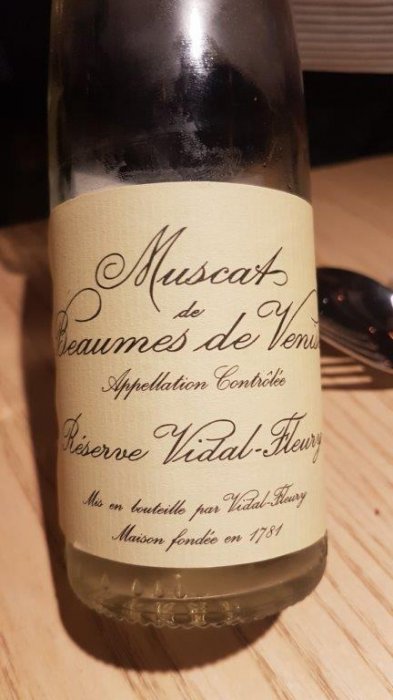 Muscat
de
Beaumes de Venis
Appellation Contrôlée
Réserve Vidal-Fleury
Mis en bouteille par Vidal-Fleury
Maison fondée en 1781